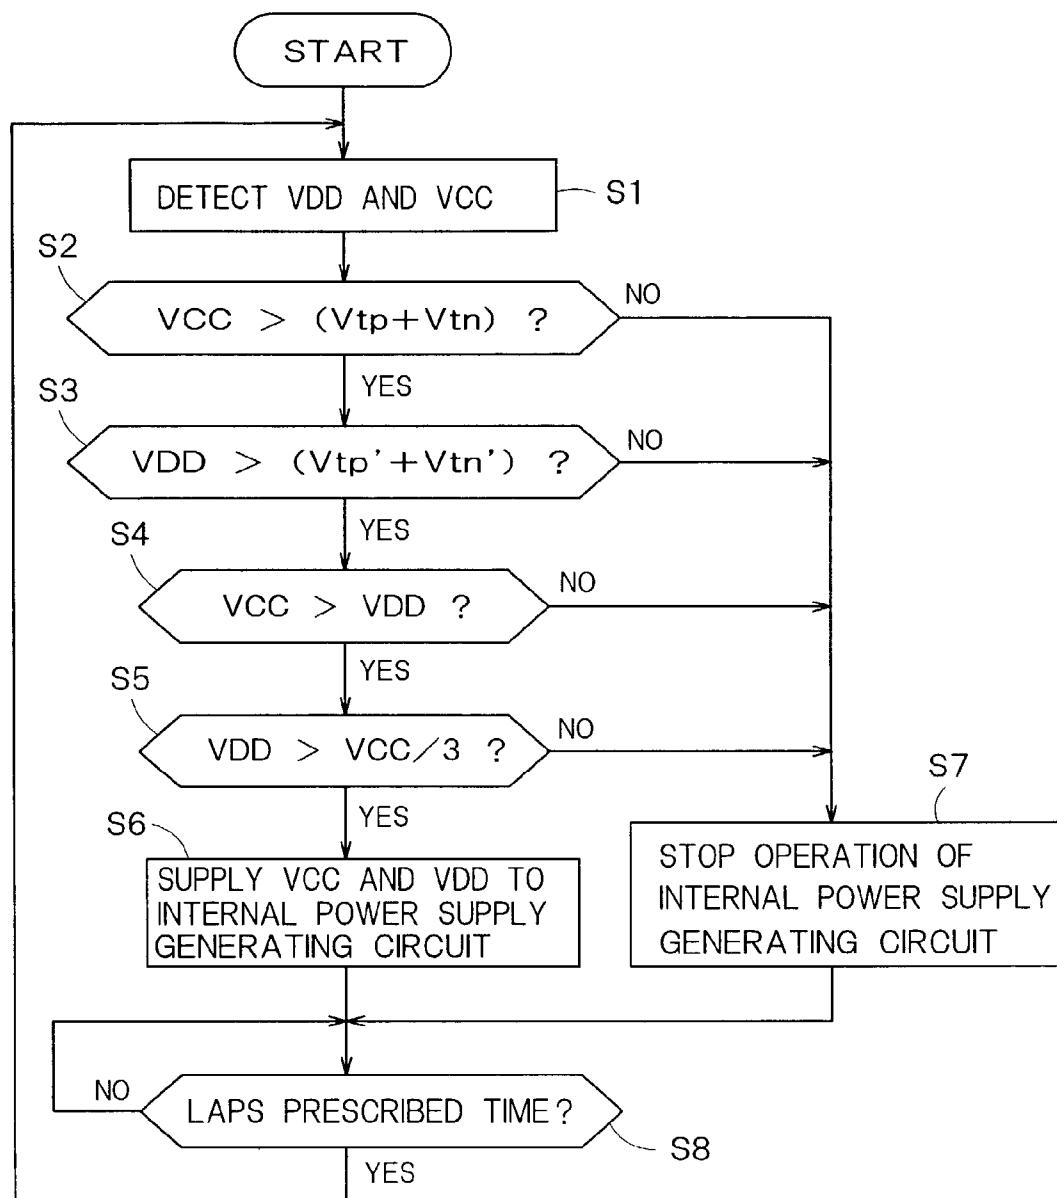 START
DETECT VDD AND VCC
S1
S2
VCC > (Vtp+Vtn) ?
NO
YES
S3
VDD > (Vtp'+Vtn') ?
NO
YES
S4
VCC > VDD ?
NO
YES
S5
VDD > VCC/3 ?
NO
YES
S6
SUPPLY VCC AND VDD TO
INTERNAL POWER SUPPLY
GENERATING CIRCUIT
S7
STOP OPERATION OF
INTERNAL POWER SUPPLY
GENERATING CIRCUIT
NO
LAPS PRESCRIBED TIME?
S8
YES